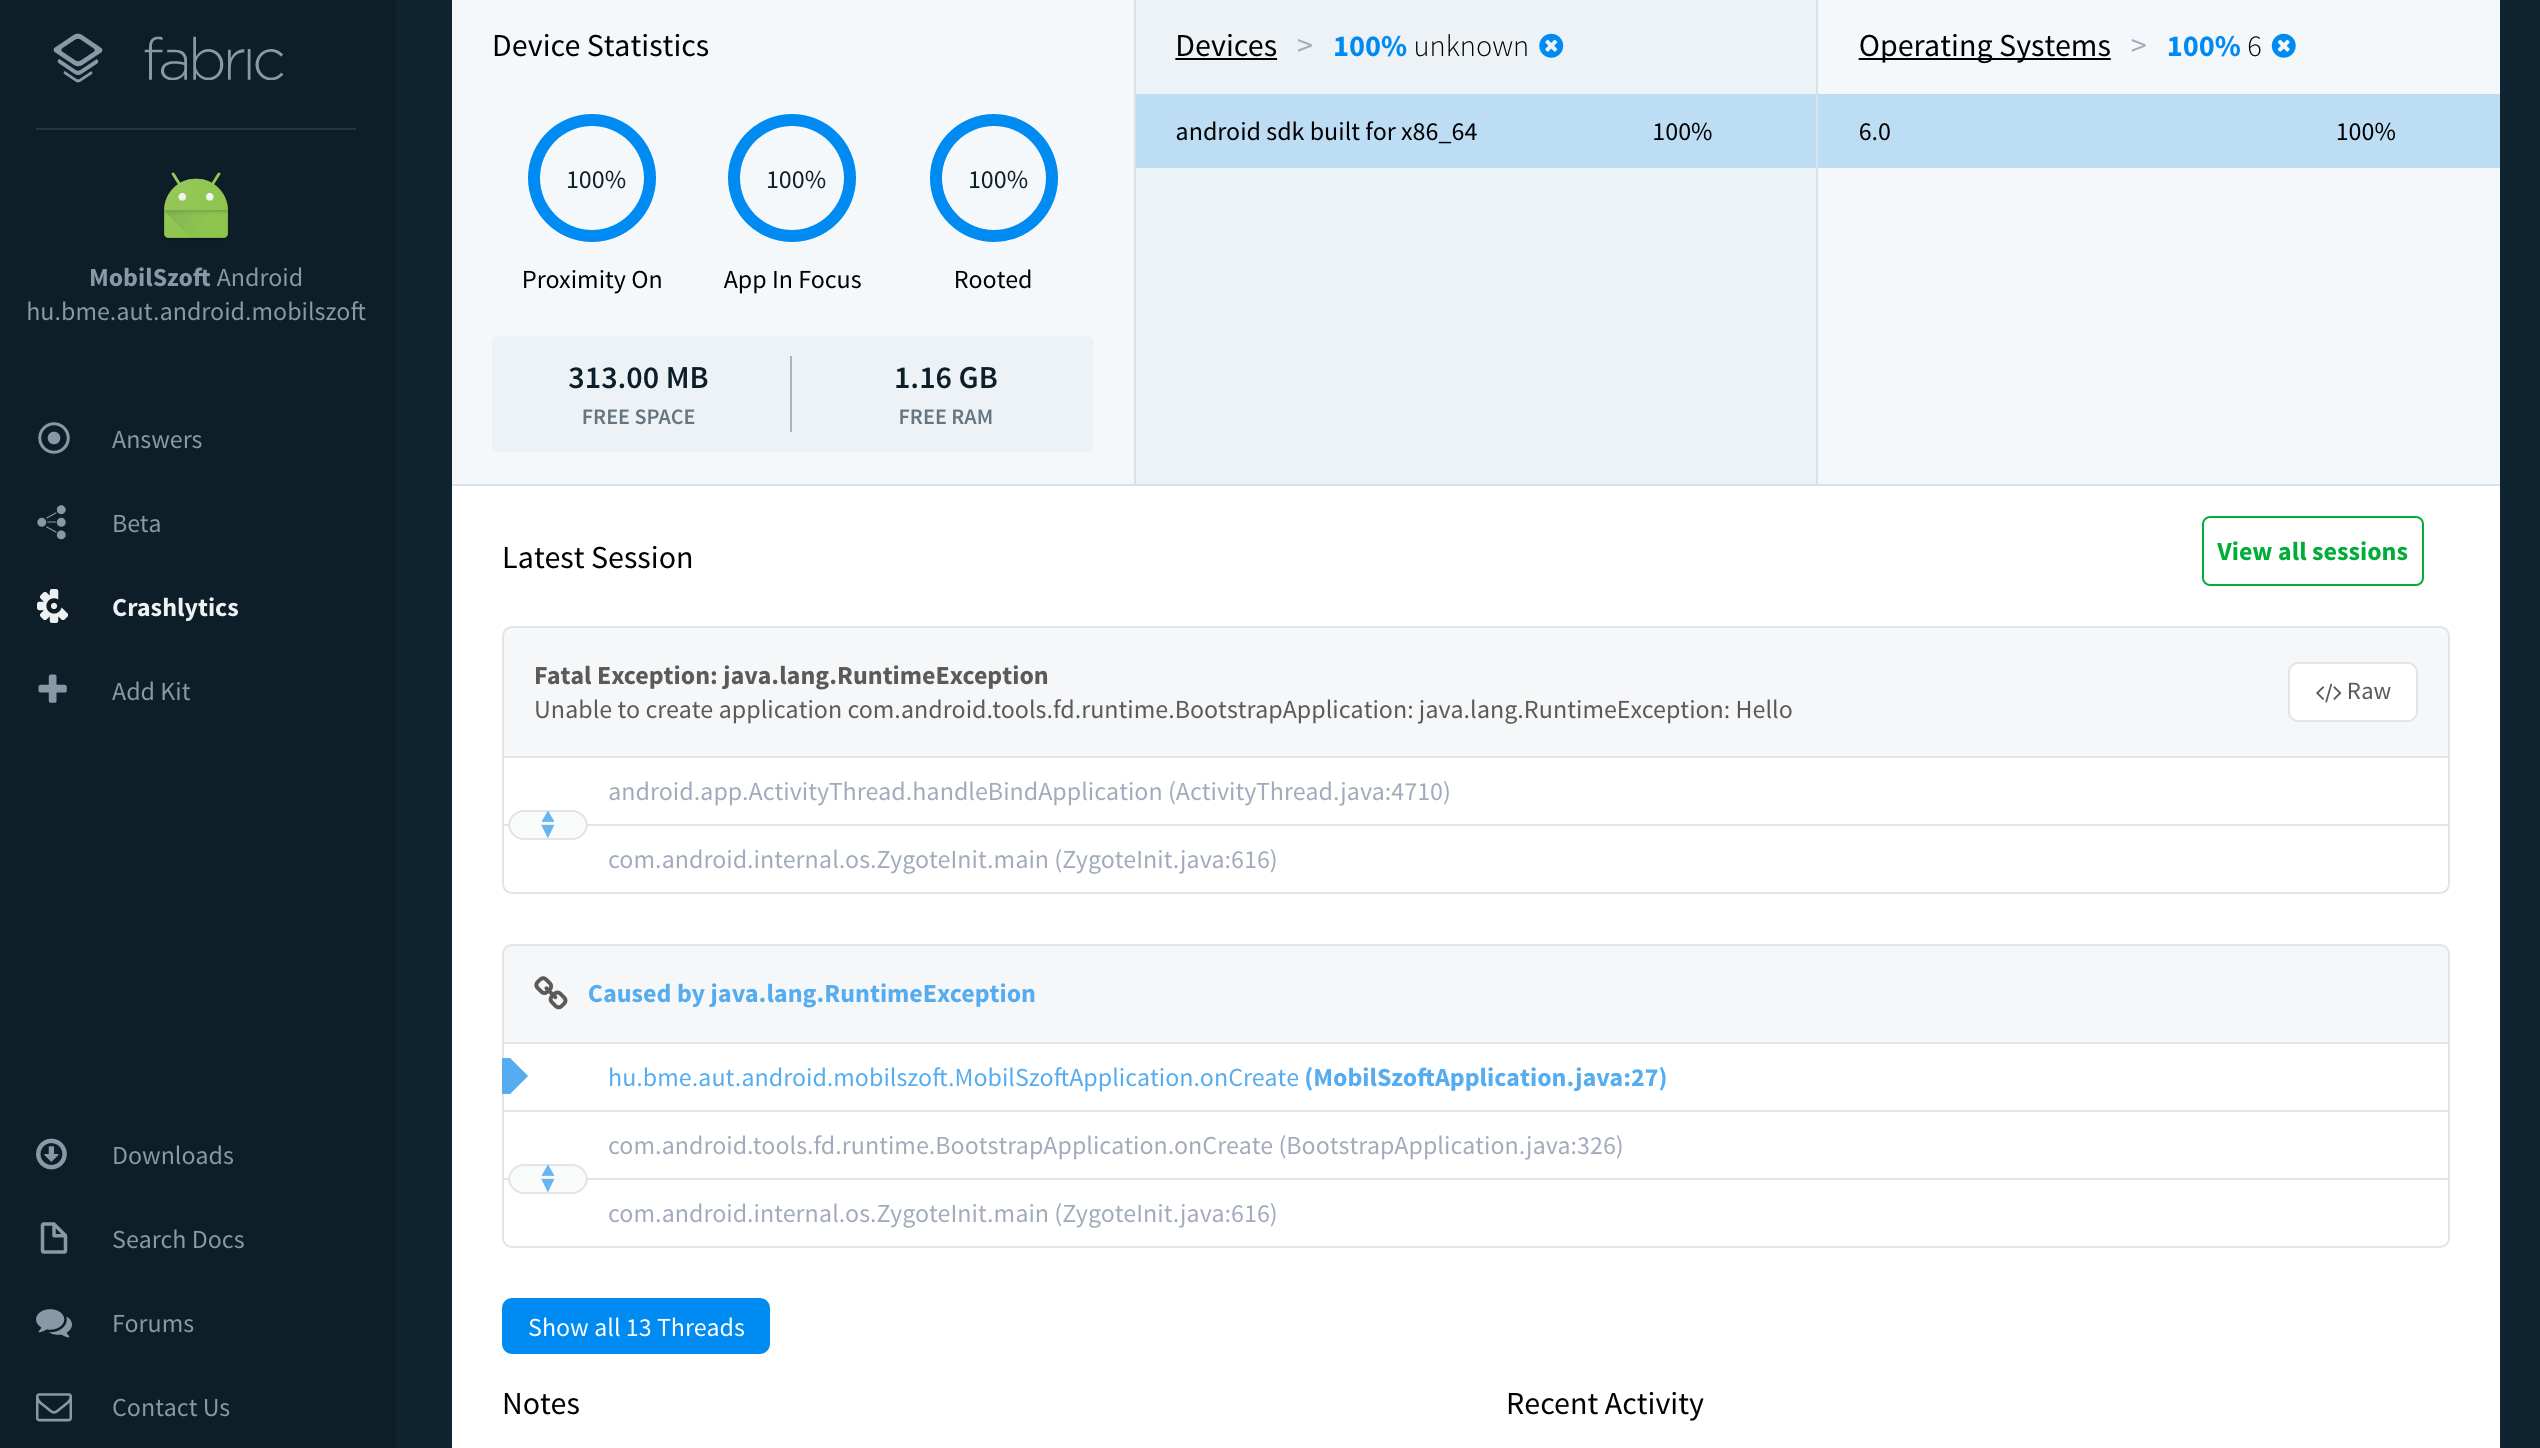 fabric
MobilSzoft Android
hu.bme.aut.android.mobilszoft
Answers
Beta
Crashlytics
Add Kit
Downloads
Search Docs
Forums
Contact Us
Device Statistics
100%
100%
100%
Proximity On
App In Focus
Rooted
313.00 MB
FREE SPACE
1.16 GB
FREE RAM
Devices > 100% unknown
android sdk built for x86_64 100%
Operating Systems > 100% 6
6.0 100%
Latest Session
View all sessions
Fatal Exception: java.lang.RuntimeException
Unable to create application com.android.tools.fd.runtime.BootstrapApplication: java.lang.RuntimeException: Hello
</> Raw
android.app.ActivityThread.handleBindApplication (ActivityThread.java:4710)
com.android.internal.os.ZygoteInit.main (ZygoteInit.java:616)
Caused by java.lang.RuntimeException
hu.bme.aut.android.mobilszoft.MobilSzoftApplication.onCreate (MobilSzoftApplication.java:27)
com.android.tools.fd.runtime.BootstrapApplication.onCreate (BootstrapApplication.java:326)
com.android.internal.os.ZygoteInit.main (ZygoteInit.java:616)
Show all 13 Threads
Notes
Recent Activity